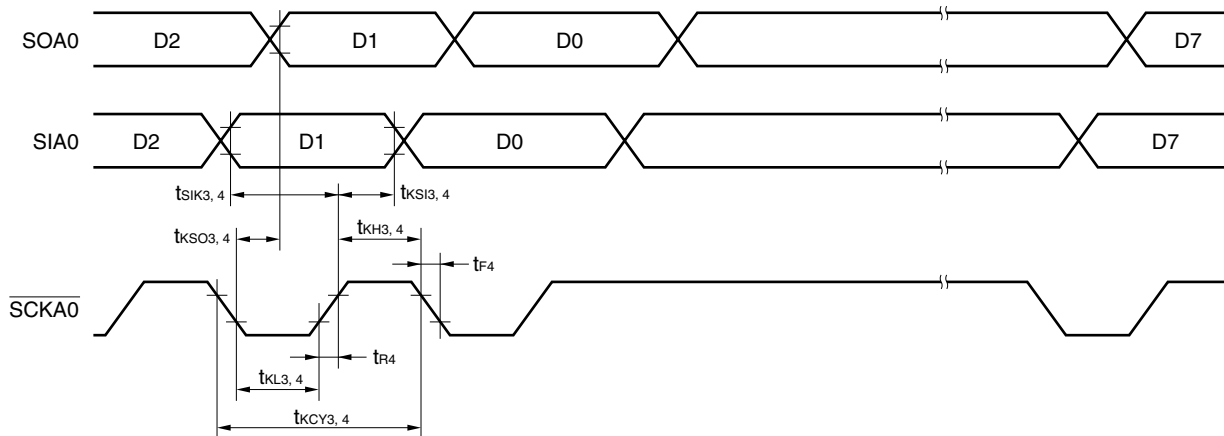 SOA0 D2 D1 D0 D7
SIA0 D2 D1 D0 D7
tSIK3, 4 tKSI3, 4
tKSO3, 4 tKH3, 4
tF4
SCKA0
tR4
tKL3, 4
tKCY3, 4